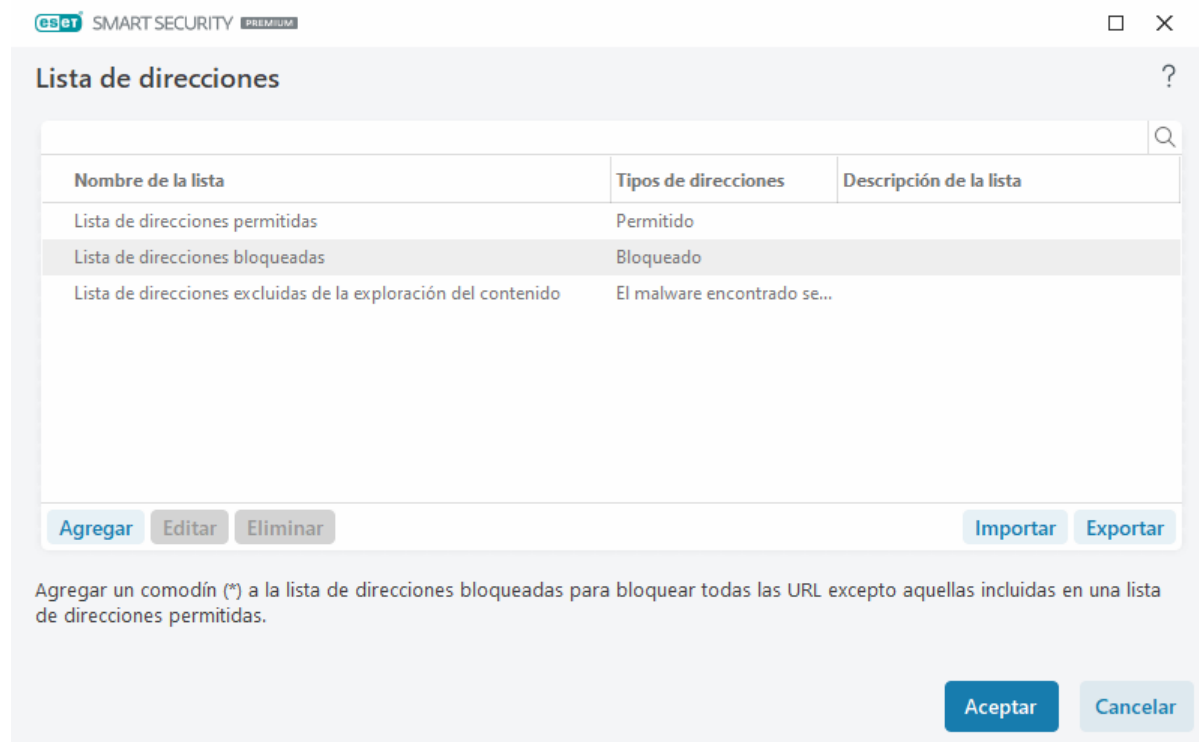 eseT SMART SECURITY PREMIUM
Lista de direcciones
?
Nombre de la lista Tipos de direcciones Descripción de la lista
Lista de direcciones permitidas Permitido
Lista de direcciones bloqueadas Bloqueado
Lista de direcciones excluidas de la exploración del contenido El malware encontrado se...
Agregar Editar Eliminar Importar Exportar
Agregar un comodín (*) a la lista de direcciones bloqueadas para bloquear todas las URL excepto aquellas incluidas en una lista
de direcciones permitidas.
Aceptar Cancelar